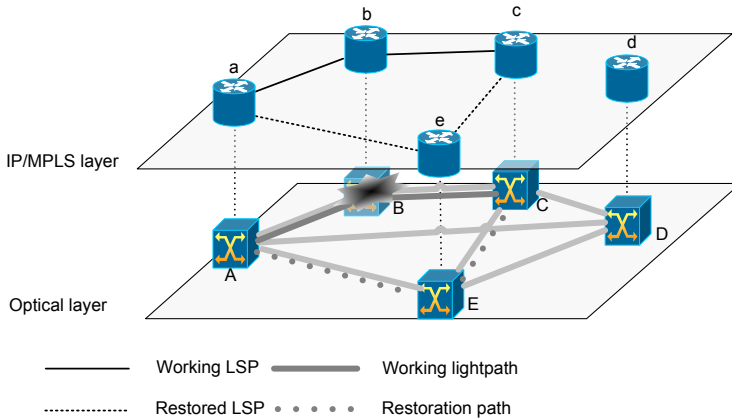 b
c
d
a
e
IP/MPLS layer
B
C
D
A
E
Optical layer
Working LSP
Working lightpath
Restored LSP
Restoration path